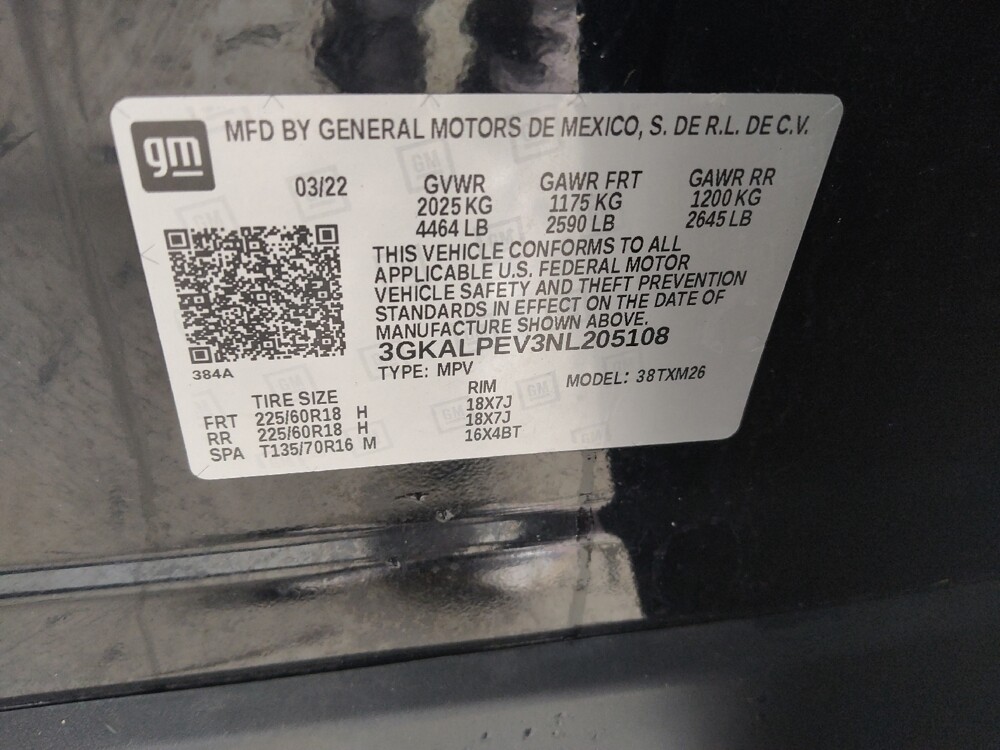 gm
MFD BY GENERAL MOTORS DE MEXICO, S. DE R.L. DE C.V.
03/22 GVWR GAWR FRT GAWR RR
2025 KG 1175 KG 1200 KG
4464 LB 2590 LB 2645 LB
THIS VEHICLE CONFORMS TO ALL
APPLICABLE U.S. FEDERAL MOTOR
VEHICLE SAFETY AND THEFT PREVENTION
STANDARDS IN EFFECT ON THE DATE OF
MANUFACTURE SHOWN ABOVE.
3GKALPEV3NL205108
384A
TYPE: MPV MODEL: 38TXM26
TIRE SIZE RIM
FRT 225/60R18 H 18X7J
RR 225/60R18 H 18X7J
SPA T135/70R16 M 16X4BT